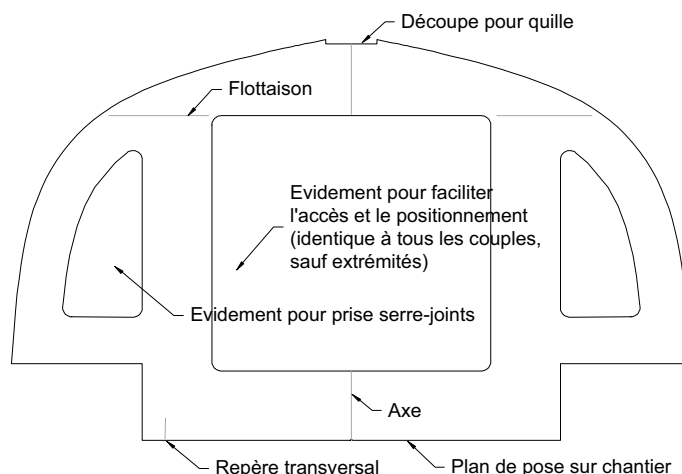 Découpe pour quille
Flottaison
Evidement pour faciliter
l'accès et le positionnement
(identique à tous les couples,
sauf extrémités)
Evidement pour prise serre-joints
Axe
Repère transversal
Plan de pose sur chantier